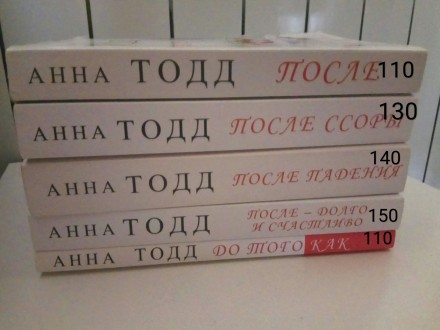 АННА ТОДД ПОСЛЕ 110
АННА ТОДД ПОСЛЕ ССОРЫ 130
АННА ТОДД ПОСЛЕ ПАДЕНИЯ 140
АННА ТОДД ПОСЛЕ – ДОЛГО
И СЧАСТЛИВО 150
АННА ТОДД ДО ТОГО КАК 110